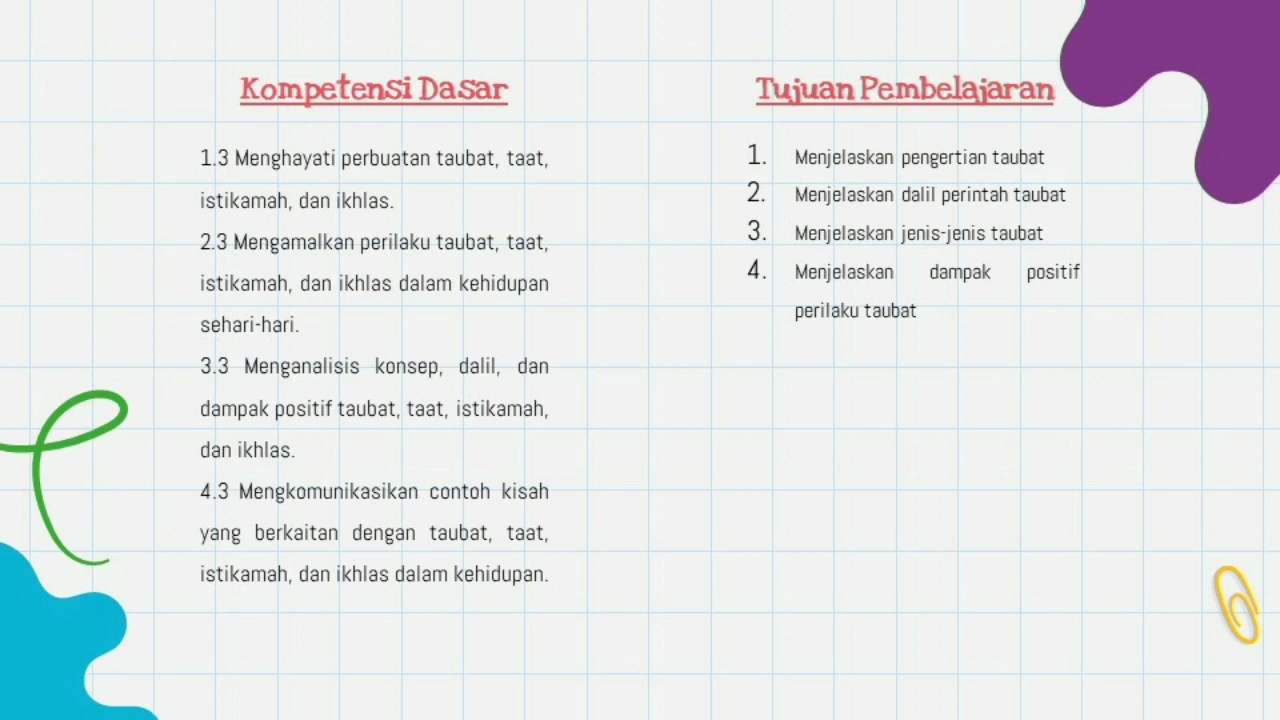 Kompetensi Dasar
1.3 Menghayati perbuatan taubat, taat,
istikamah, dan ikhlas.
2.3 Mengamalkan perilaku taubat, taat,
istikamah, dan ikhlas dalam kehidupan
sehari-hari.
3.3 Menganalisis konsep, dalil, dan
dampak positif taubat, taat, istikamah,
dan ikhlas.
4.3 Mengkomunikasikan contoh kisah
yang berkaitan dengan taubat, taat,
istikamah, dan ikhlas dalam kehidupan.
Tujuan Pembelajaran
1. Menjelaskan pengertian taubat
2. Menjelaskan dalil perintah taubat
3. Menjelaskan jenis-jenis taubat
4. Menjelaskan dampak positif
perilaku taubat